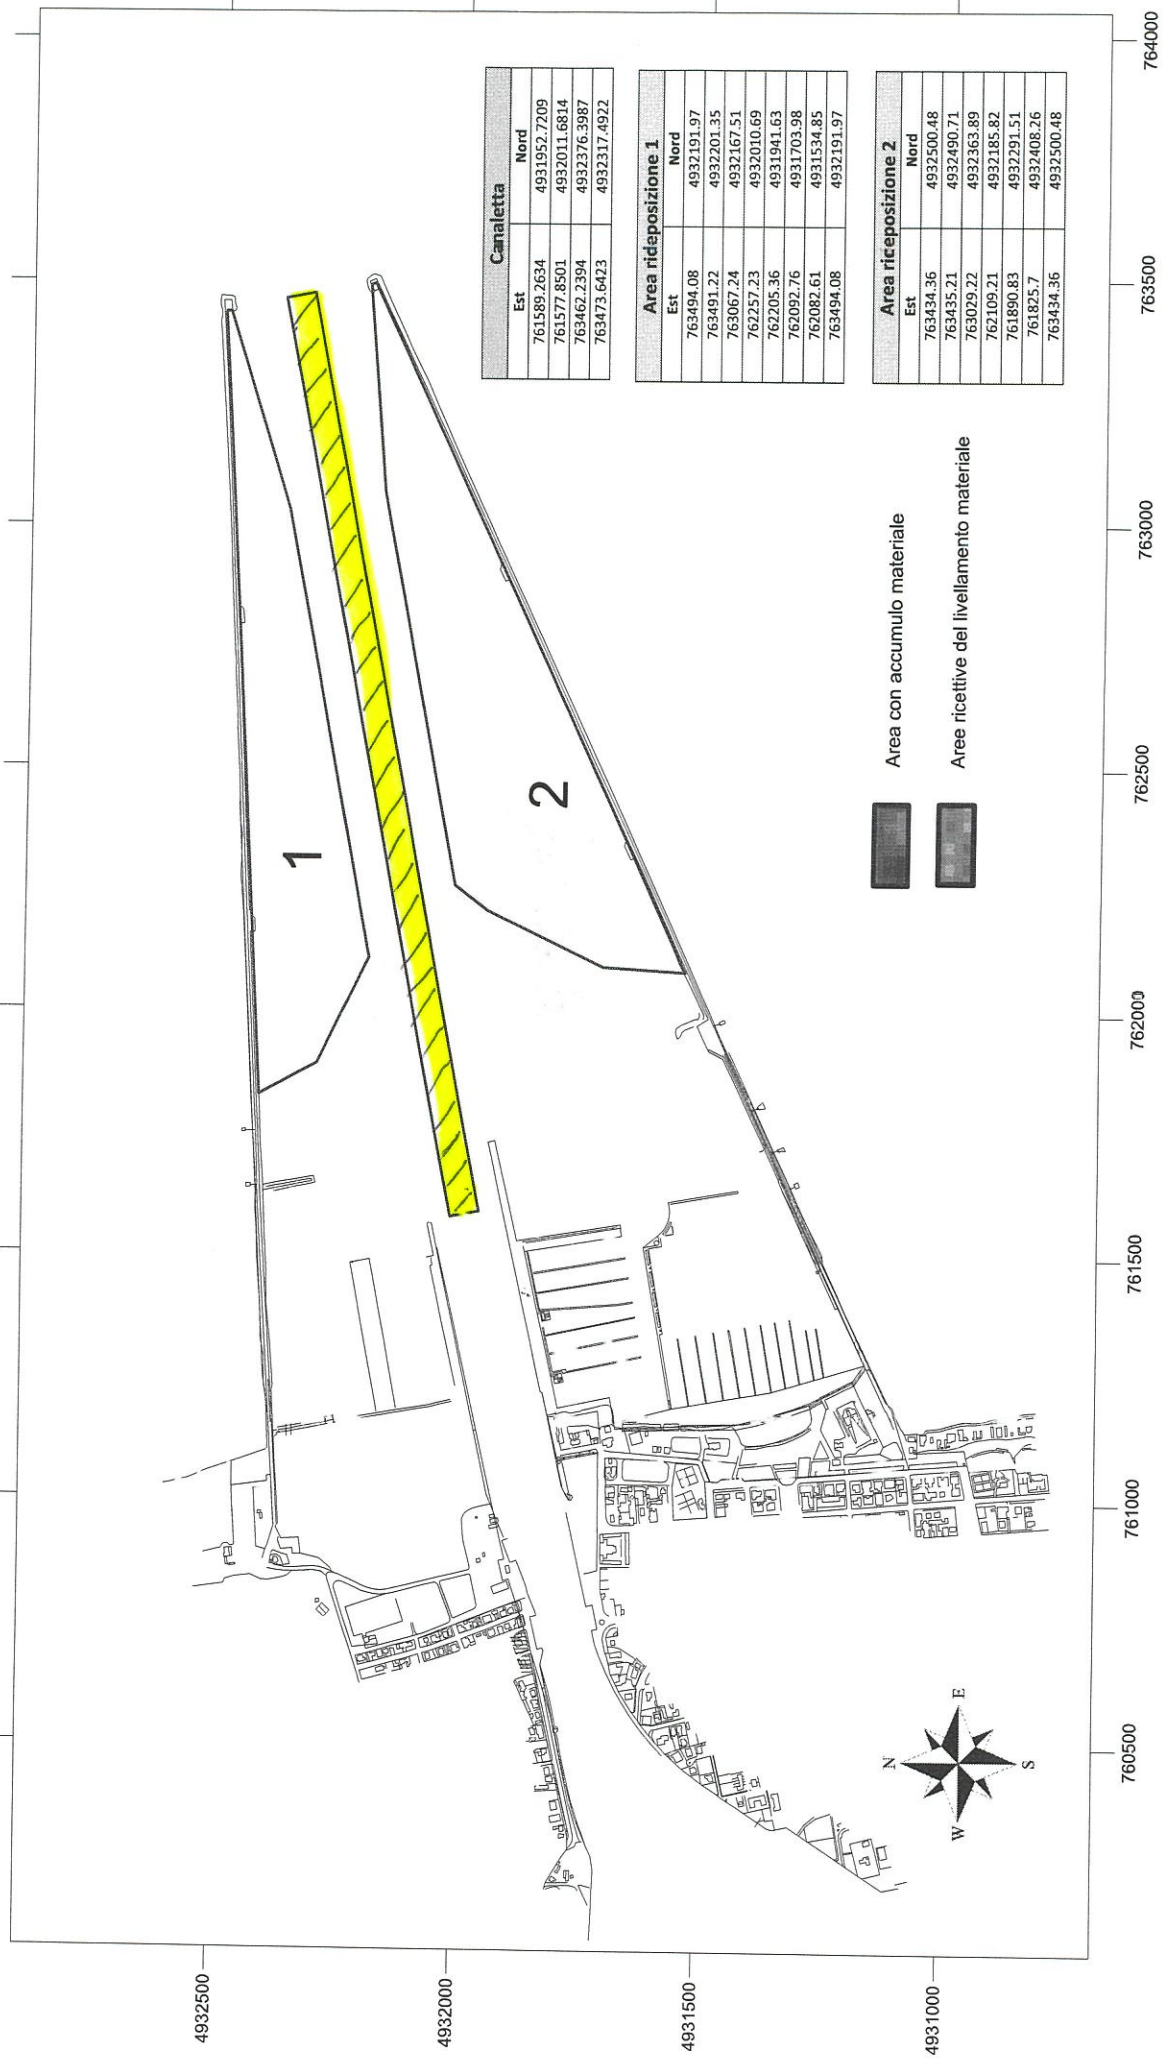 4932500
4932000
4931500
4931000
760500
761000
761500
762000
762500
763000
763500
764000
1
2
N
E
S
W
Area con accumulo materiale
Aree ricettive del livellamento materiale
Canaletta
Est Nord
761589.2634 4931952.7209
761577.8501 4932011.6814
763462.2394 4932376.3987
763473.6423 4932317.4922
Area rideposizione 1
Est Nord
763494.08 4932191.97
763491.22 4932201.35
763067.24 4932167.51
762257.23 4932010.69
762205.36 4931941.63
762092.76 4931703.98
762082.61 4931534.85
763494.08 4932191.97
Area riceposizione 2
Est Nord
763434.36 4932500.48
763435.21 4932490.71
763029.22 4932363.89
762109.21 4932185.82
761890.83 4932291.51
761825.7 4932408.26
763434.36 4932500.48